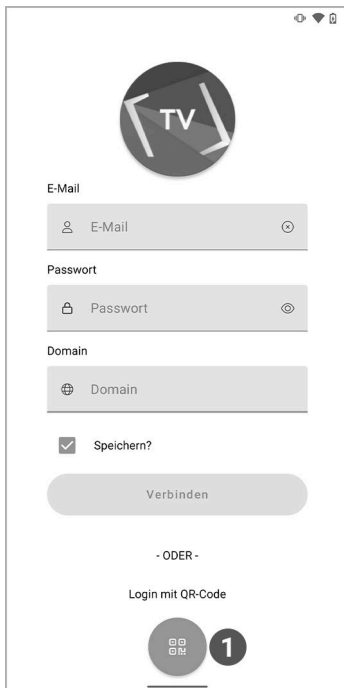 TV
E-Mail
E-Mail
Passwort
Passwort
Domain
Domain
Speichern?
Verbinden
- ODER -
Login mit QR-Code
1